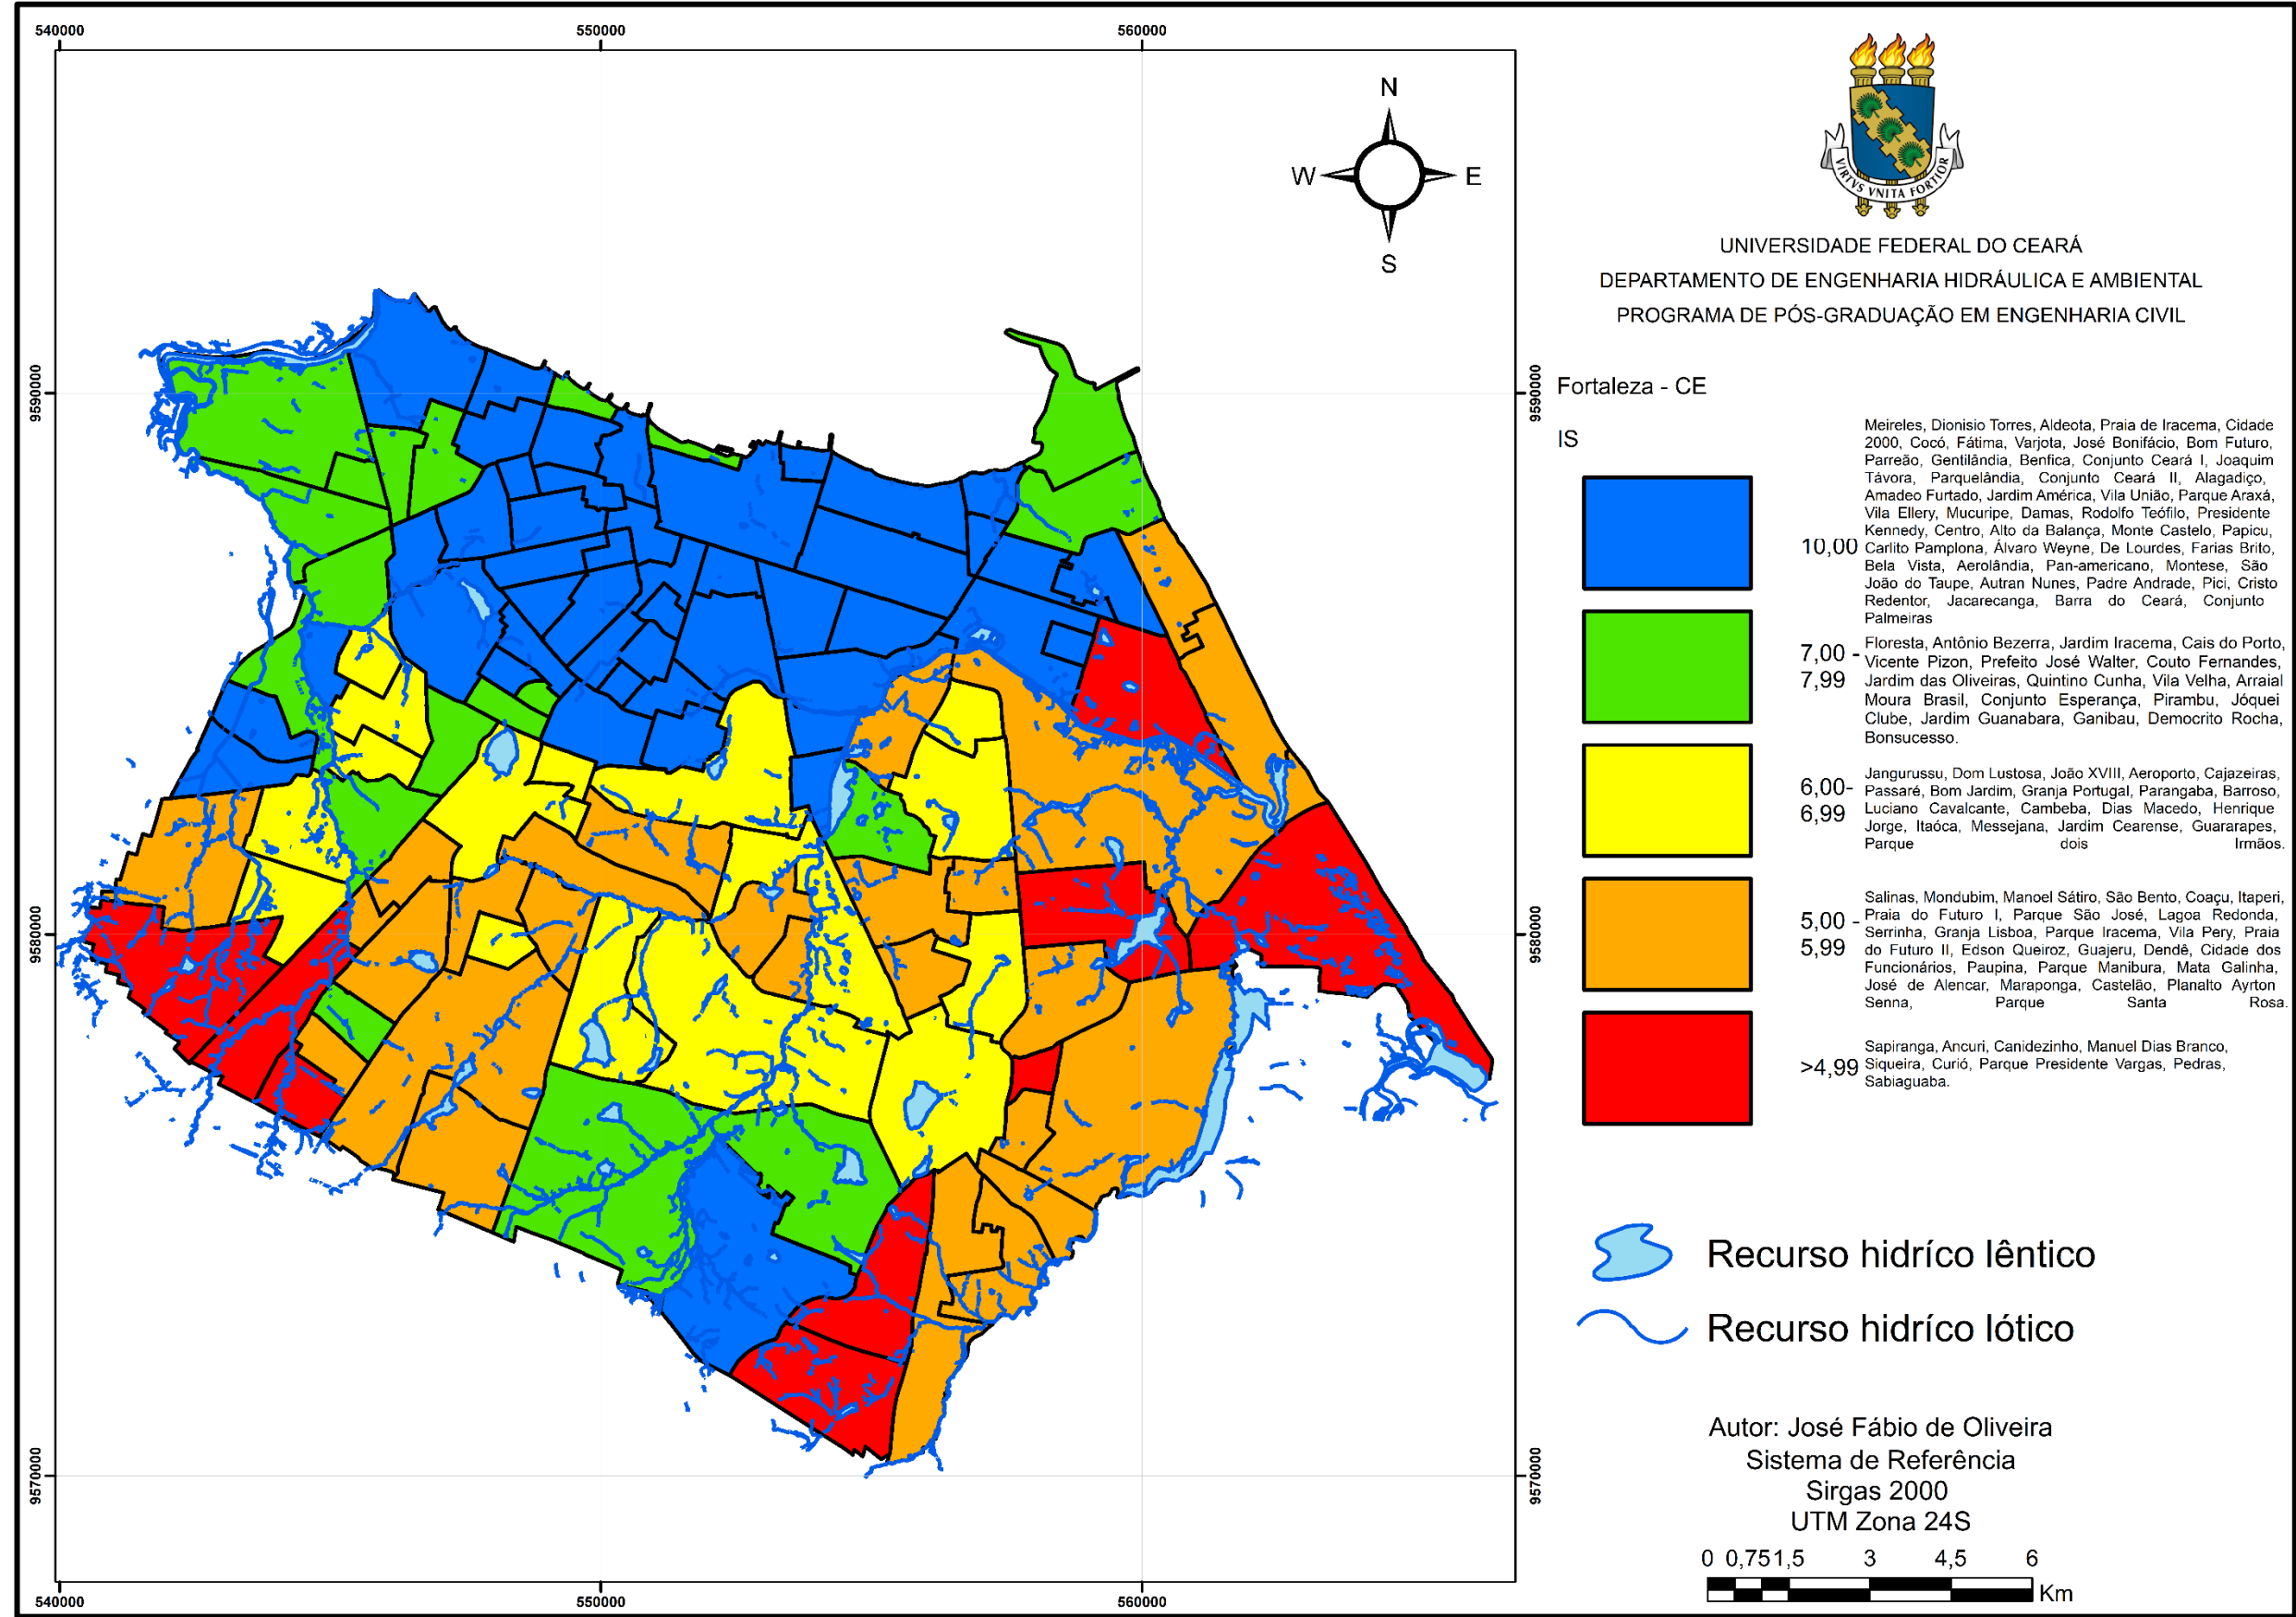 540000
550000
560000
N
W
E
S
9590000
9590000
9580000
9580000
9570000
9570000
540000
550000
560000
VIRTVS VNITA FORTIOR
UNIVERSIDADE FEDERAL DO CEARÁ
DEPARTAMENTO DE ENGENHARIA HIDRÁULICA E AMBIENTAL
PROGRAMA DE PÓS-GRADUAÇÃO EM ENGENHARIA CIVIL
Fortaleza - CE
IS
10,00
Meireles, Dionisio Torres, Aldeota, Praia de Iracema, Cidade
2000, Cocó, Fátima, Varjota, José Bonifácio, Bom Futuro,
Parreão, Gentilândia, Benfica, Conjunto Ceará I, Joaquim
Távora, Parquelândia, Conjunto Ceará II, Alagadiço,
Amadeo Furtado, Jardim América, Vila União, Parque Araxá,
Vila Ellery, Mucuripe, Damas, Rodolfo Teófilo, Presidente
Kennedy, Centro, Alto da Balança, Monte Castelo, Papicu,
Carlito Pamplona, Álvaro Weyne, De Lourdes, Farias Brito,
Bela Vista, Aerolândia, Pan-americano, Montese, São
João do Taupe, Autran Nunes, Padre Andrade, Pici, Cristo
Redentor, Jacarecanga, Barra do Ceará, Conjunto
Palmeiras
7,00 -
7,99
Floresta, Antônio Bezerra, Jardim Iracema, Cais do Porto,
Vicente Pizon, Prefeito José Walter, Couto Fernandes,
Jardim das Oliveiras, Quintino Cunha, Vila Velha, Arraial
Moura Brasil, Conjunto Esperança, Pirambu, Jóquei
Clube, Jardim Guanabara, Ganibau, Democrito Rocha,
Bonsucesso.
6,00-
6,99
Jangurussu, Dom Lustosa, João XVIII, Aeroporto, Cajazeiras,
Passaré, Bom Jardim, Granja Portugal, Parangaba, Barroso,
Luciano Cavalcante, Cambeba, Dias Macedo, Henrique
Jorge, Itaóca, Messejana, Jardim Cearense, Guararapes,
Parque dois Irmãos.
5,00 -
5,99
Salinas, Mondubim, Manoel Sátiro, São Bento, Coaçu, Itaperi,
Praia do Futuro I, Parque São José, Lagoa Redonda,
Serrinha, Granja Lisboa, Parque Iracema, Vila Pery, Praia
do Futuro II, Edson Queiroz, Guajeru, Dendê, Cidade dos
Funcionários, Paupina, Parque Manibura, Mata Galinha,
José de Alencar, Maraponga, Castelão, Planalto Ayrton
Senna, Parque Santa Rosa.
>4,99
Sapiranga, Ancuri, Canidezinho, Manuel Dias Branco,
Siqueira, Curió, Parque Presidente Vargas, Pedras,
Sabiaguaba.
Recurso hidríco lêntico
Recurso hidríco lótico
Autor: José Fábio de Oliveira
Sistema de Referência
Sirgas 2000
UTM Zona 24S
0 0,75 1,5 3 4,5 6
Km